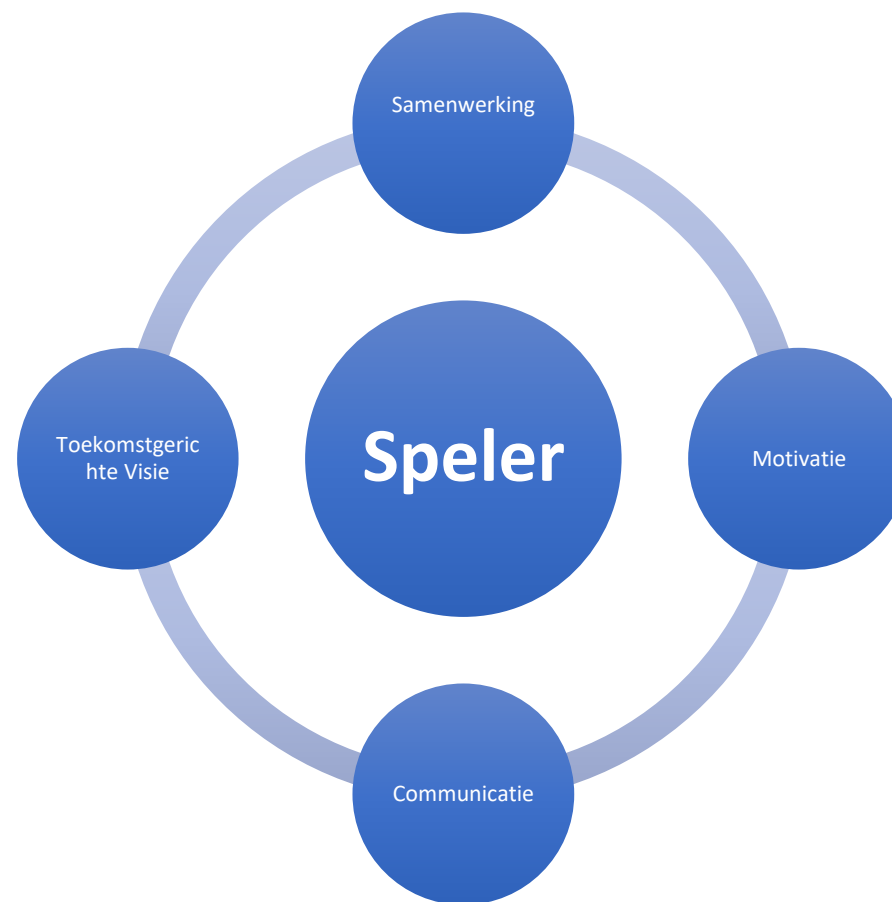 Samenwerking
Toekomstgeric
hte Visie
Speler
Motivatie
Communicatie